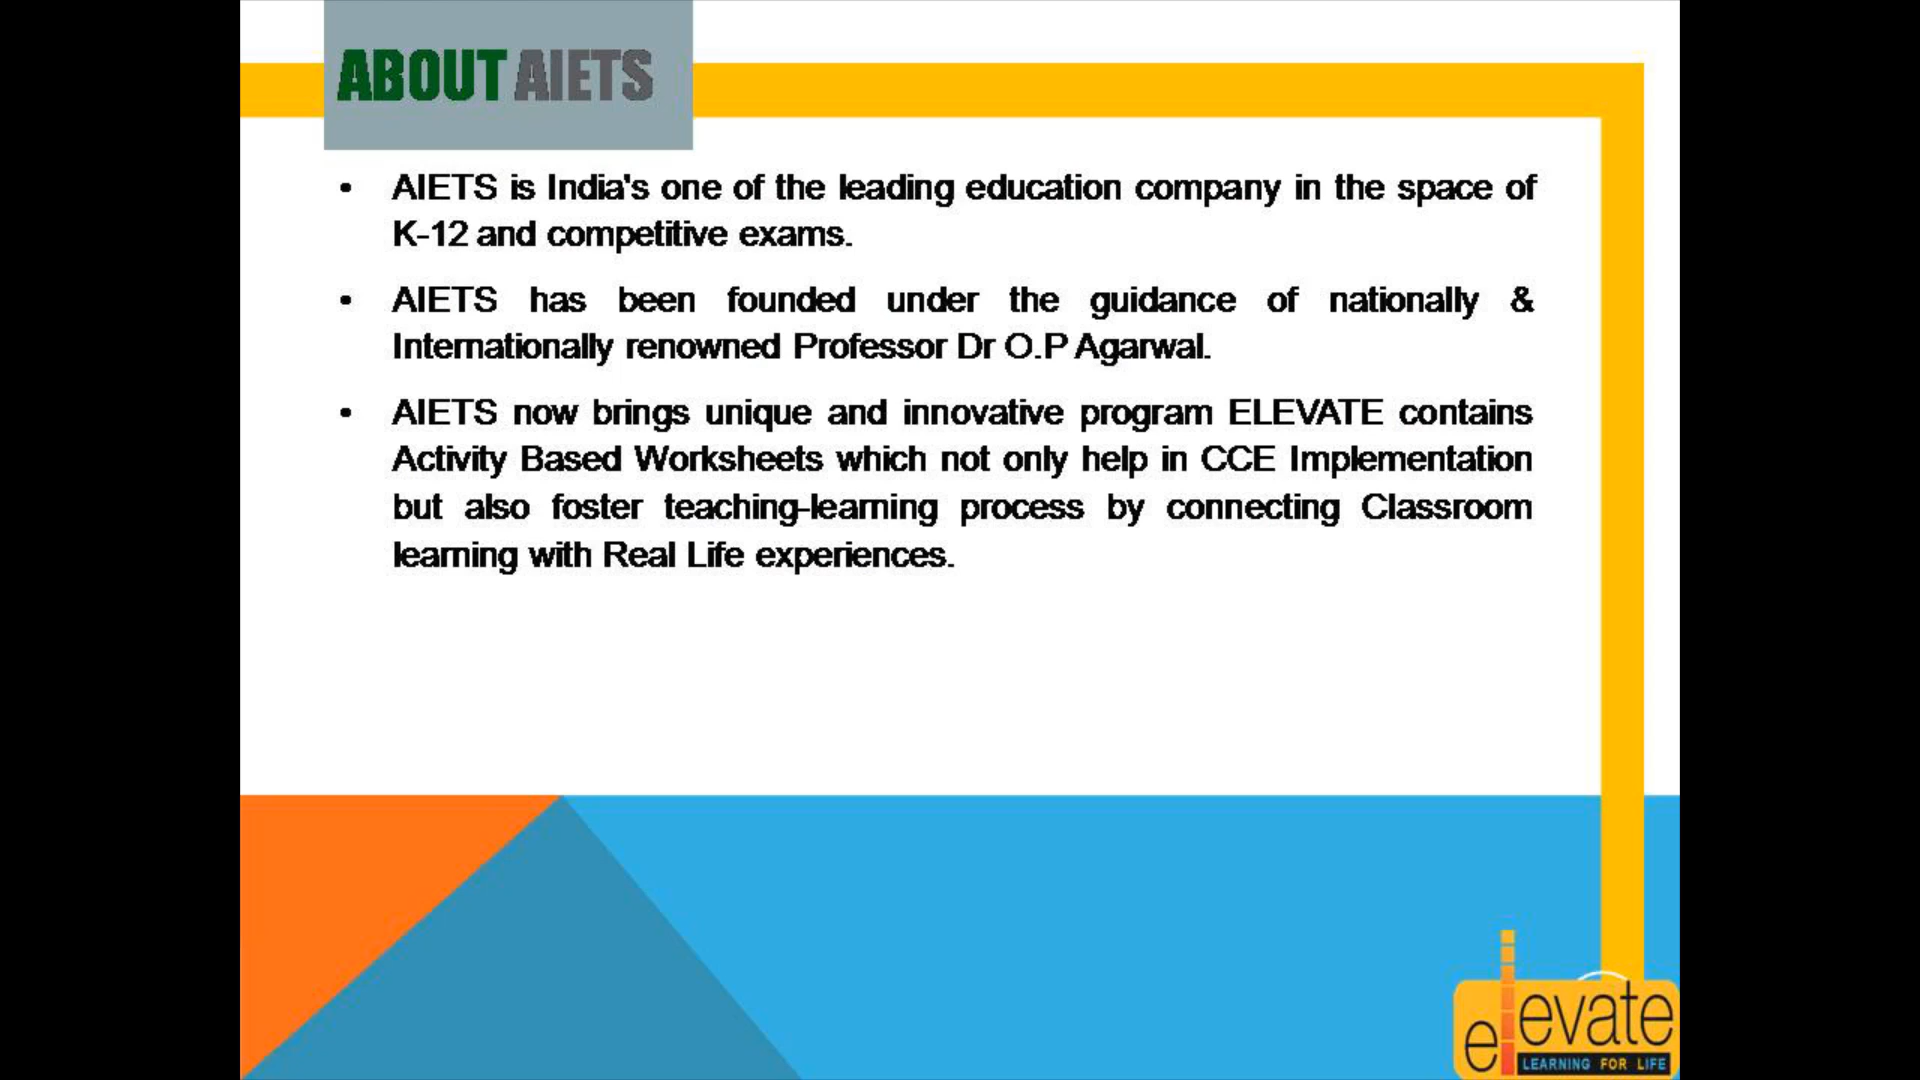 ABOUT AIETS
• AIETS is India's one of the leading education company in the space of
K-12 and competitive exams.
• AIETS has been founded under the guidance of nationally &
Internationally renowned Professor Dr O.P Agarwal.
• AIETS now brings unique and innovative program ELEVATE contains
Activity Based Worksheets which not only help in CCE Implementation
but also foster teaching-learning process by connecting Classroom
learning with Real Life experiences.
elevate
LEARNING FOR LIFE